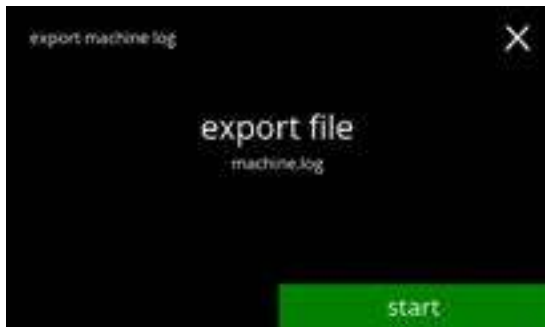 export machine log
export file
machine.log
start